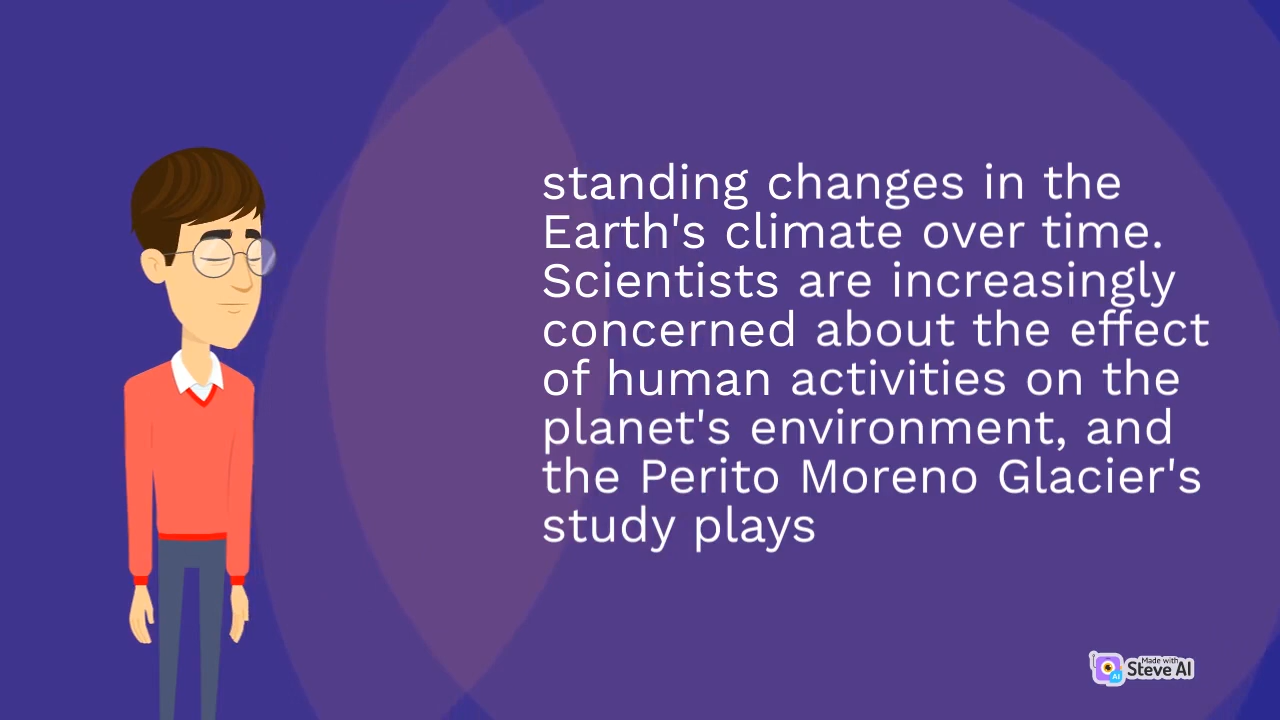 standing changes in the
Earth's climate over time.
Scientists are increasingly
concerned about the effect
of human activities on the
planet's environment, and
the Perito Moreno Glacier's
study plays
Made with
Steve AI
AI